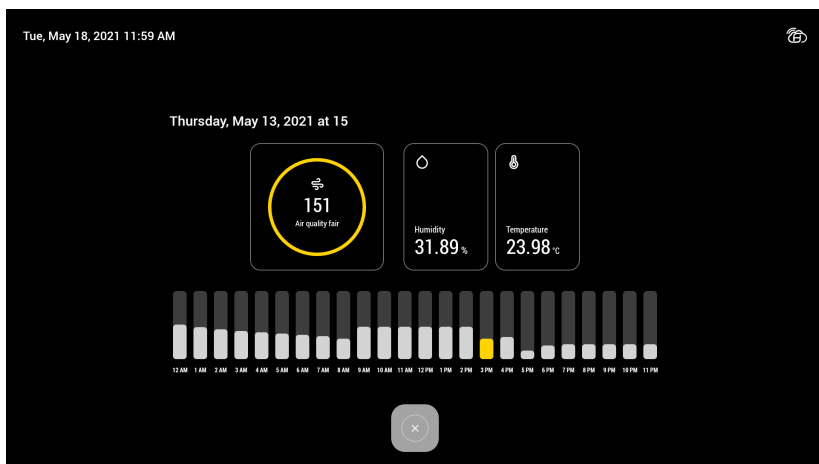 Tue, May 18, 2021 11:59 AM
Thursday, May 13, 2021 at 15
151
Air quality fair
Humidity
31.89 %
Temperature
23.98 °C
12 AM 1 AM 2 AM 3 AM 4 AM 5 AM 6 AM 7 AM 8 AM 9 AM 10 AM 11 AM 12 PM 1 PM 2 PM 3 PM 4 PM 5 PM 6 PM 7 PM 8 PM 9 PM 10 PM 11 PM